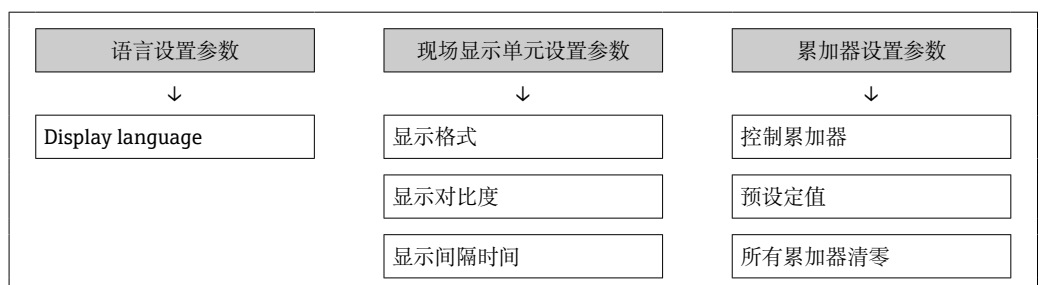 语言设置参数
现场显示单元设置参数
累加器设置参数
Display language
显示格式
控制累加器
显示对比度
预设定值
显示间隔时间
所有累加器清零